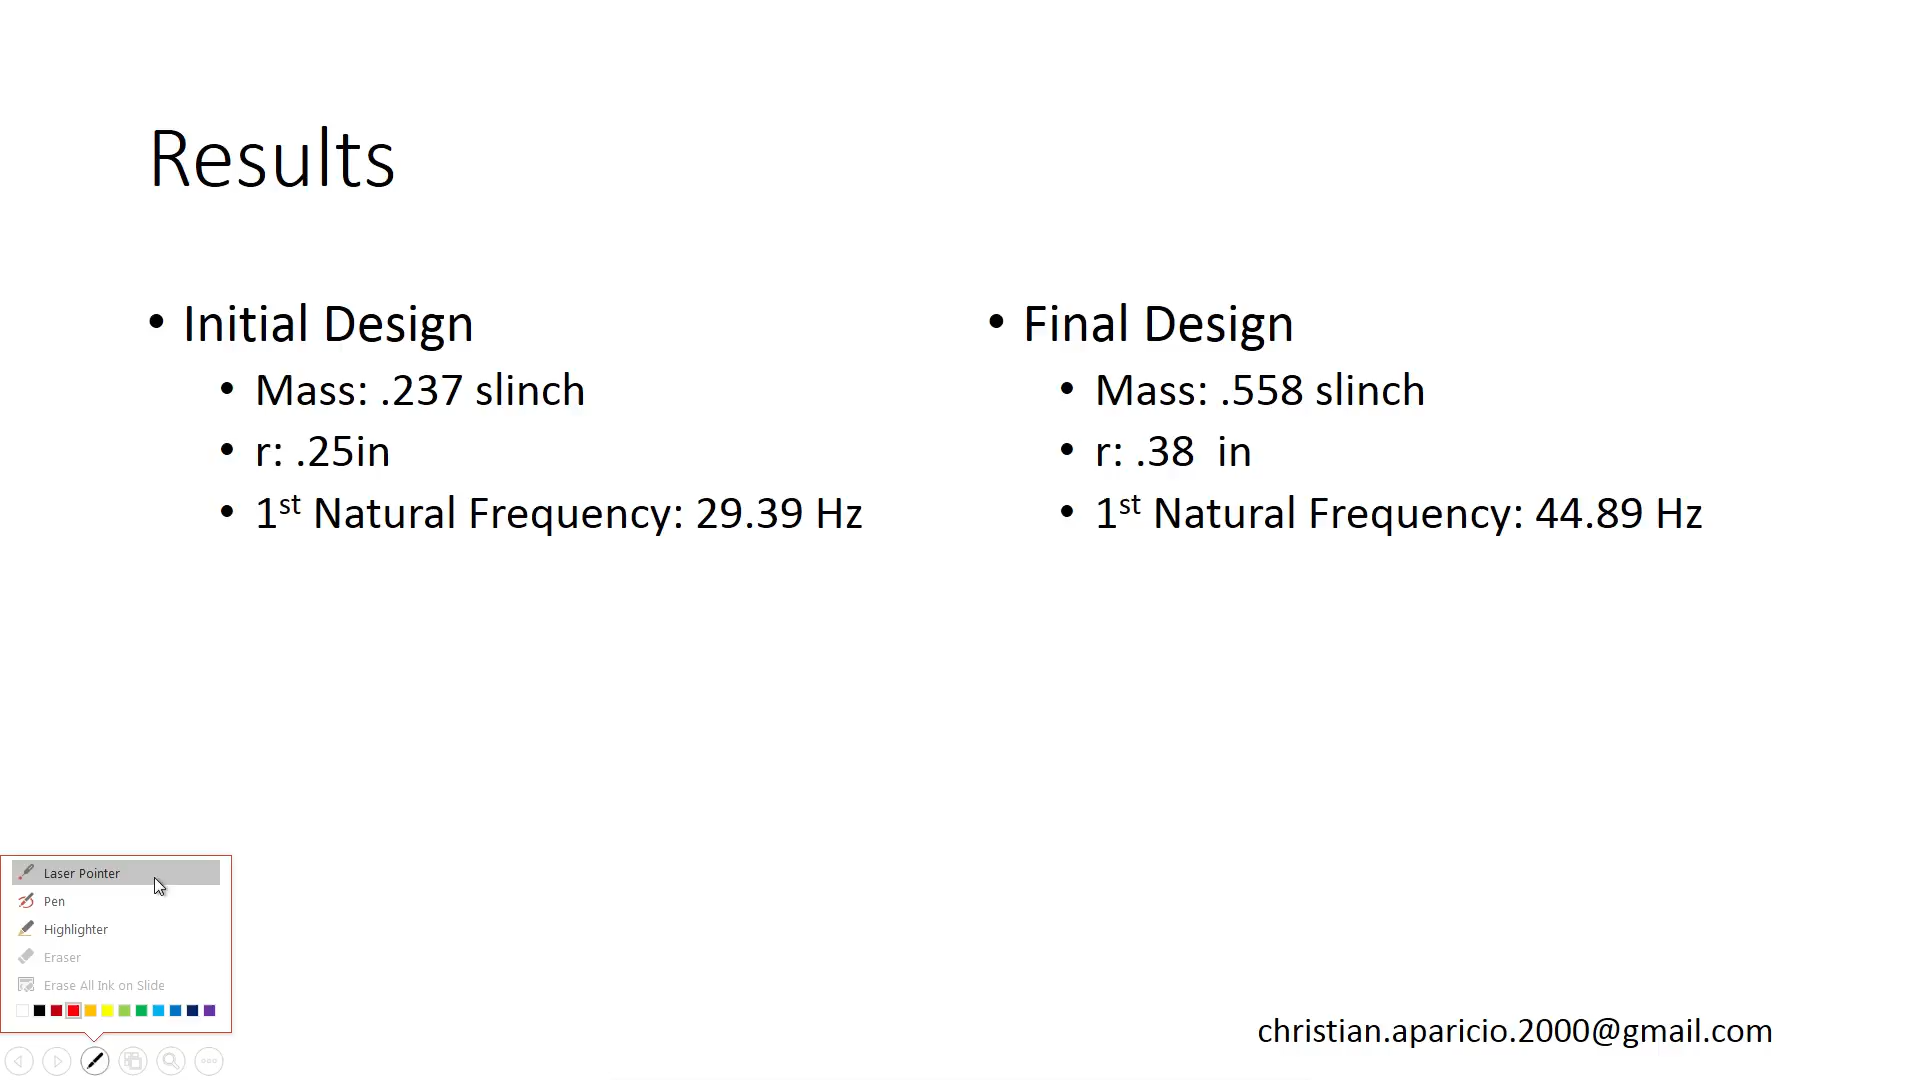 Results
• Initial Design
• Mass: .237 slinch
• r: .25in
• 1st Natural Frequency: 29.39 Hz
• Final Design
• Mass: .558 slinch
• r: .38  in
• 1st Natural Frequency: 44.89 Hz
Laser Pointer
Pen
Highlighter
Eraser
Erase All Ink on Slide
christian.aparicio.2000@gmail.com